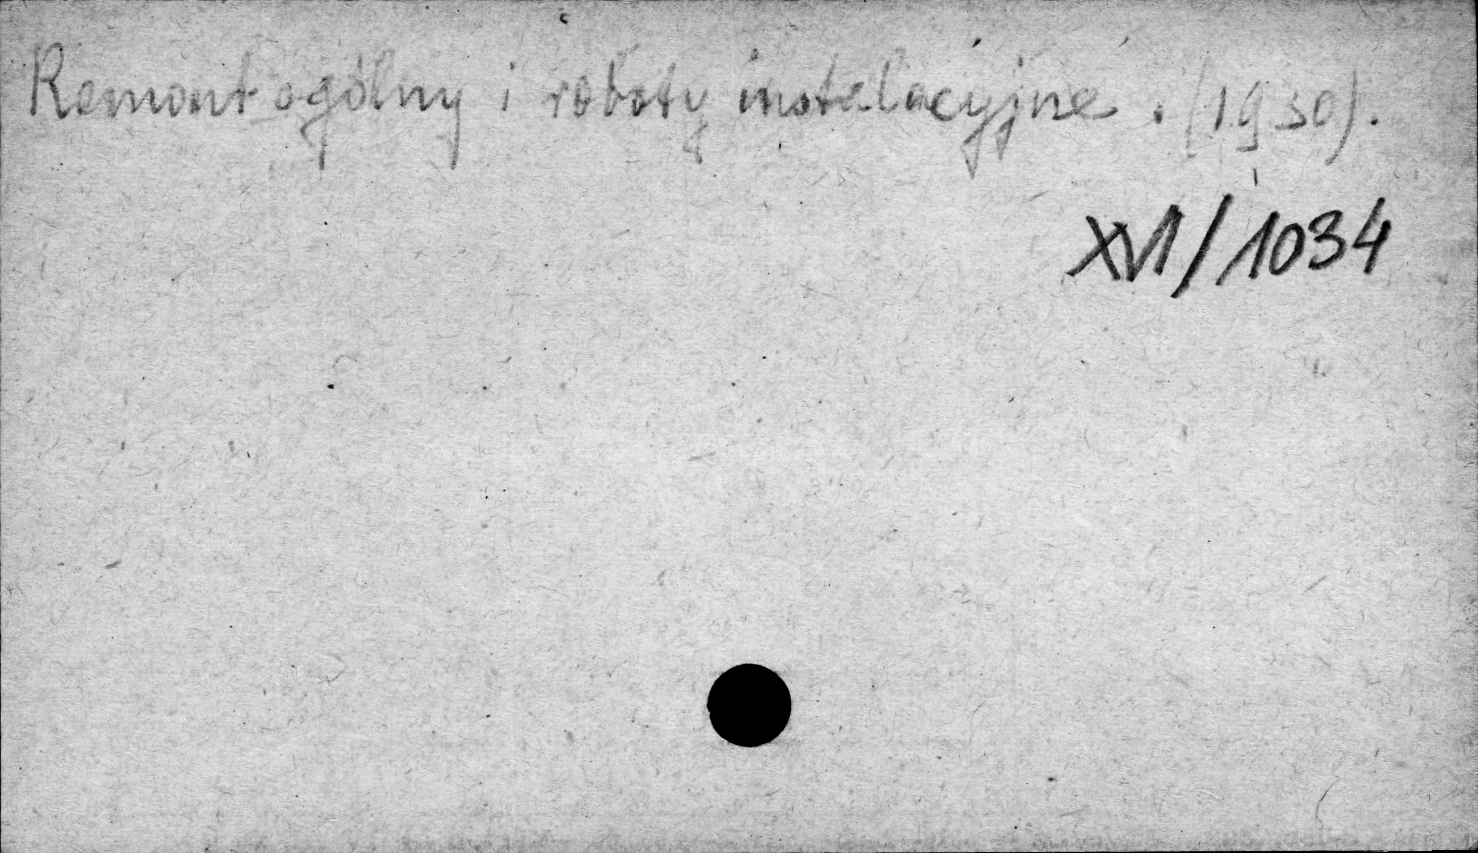 Remont ogólny i roboty instalacyjne. (1930).
XVI/1034